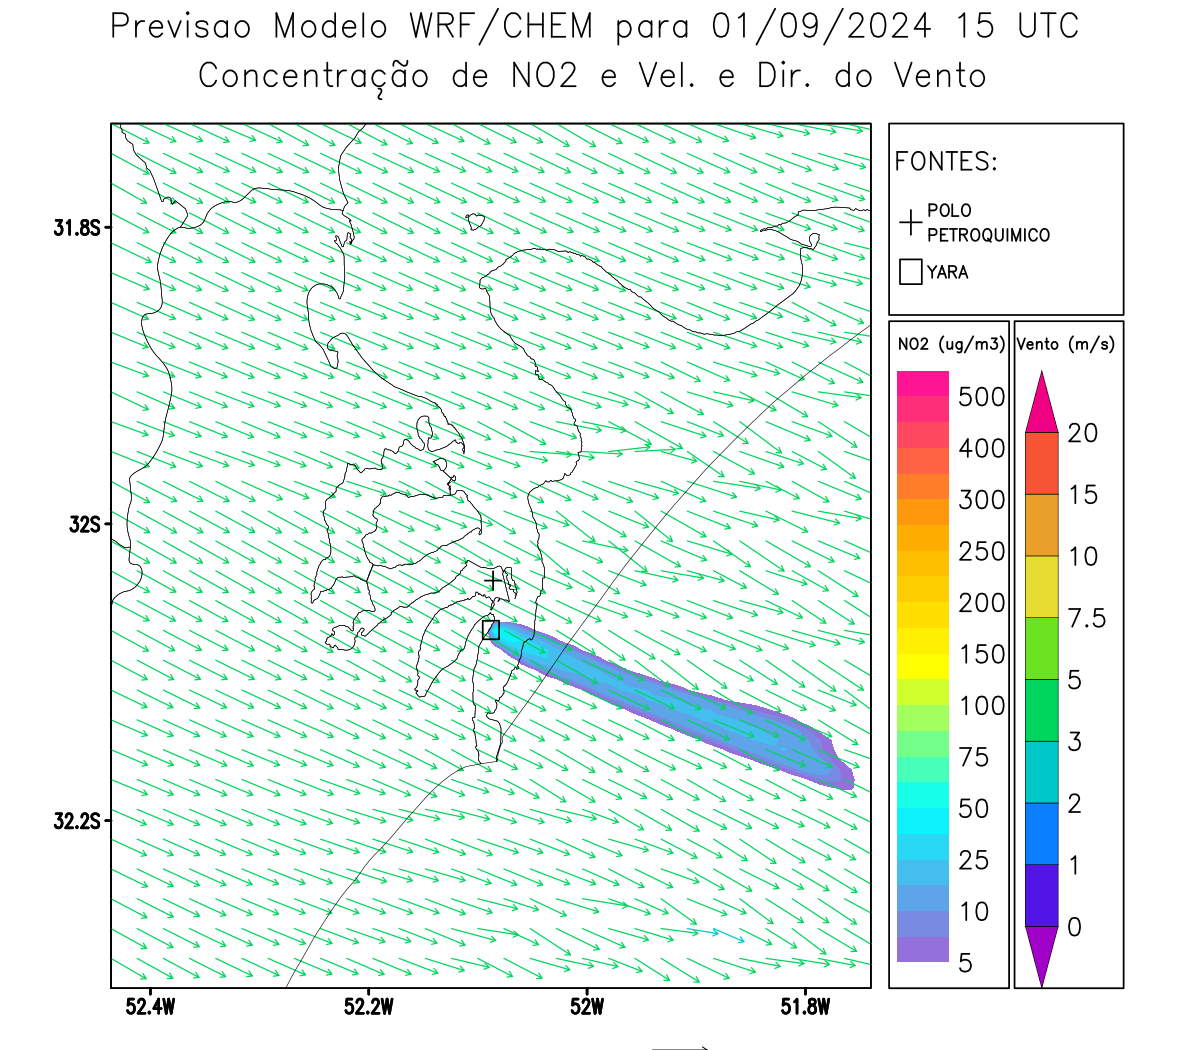 Previsao Modelo WRF/CHEM para 01/09/2024 15 UTC
Concentração de NO2 e Vel. e Dir. do Vento
FONTES:
POLO
PETROQUIMICO
YARA
NO2 (ug/m3)
500
400
300
250
200
150
100
75
50
25
10
5
Vento (m/s)
20
15
10
7.5
5
3
2
1
0
31.8S
32S
32.2S
52.4W 52.2W 52W 51.8W